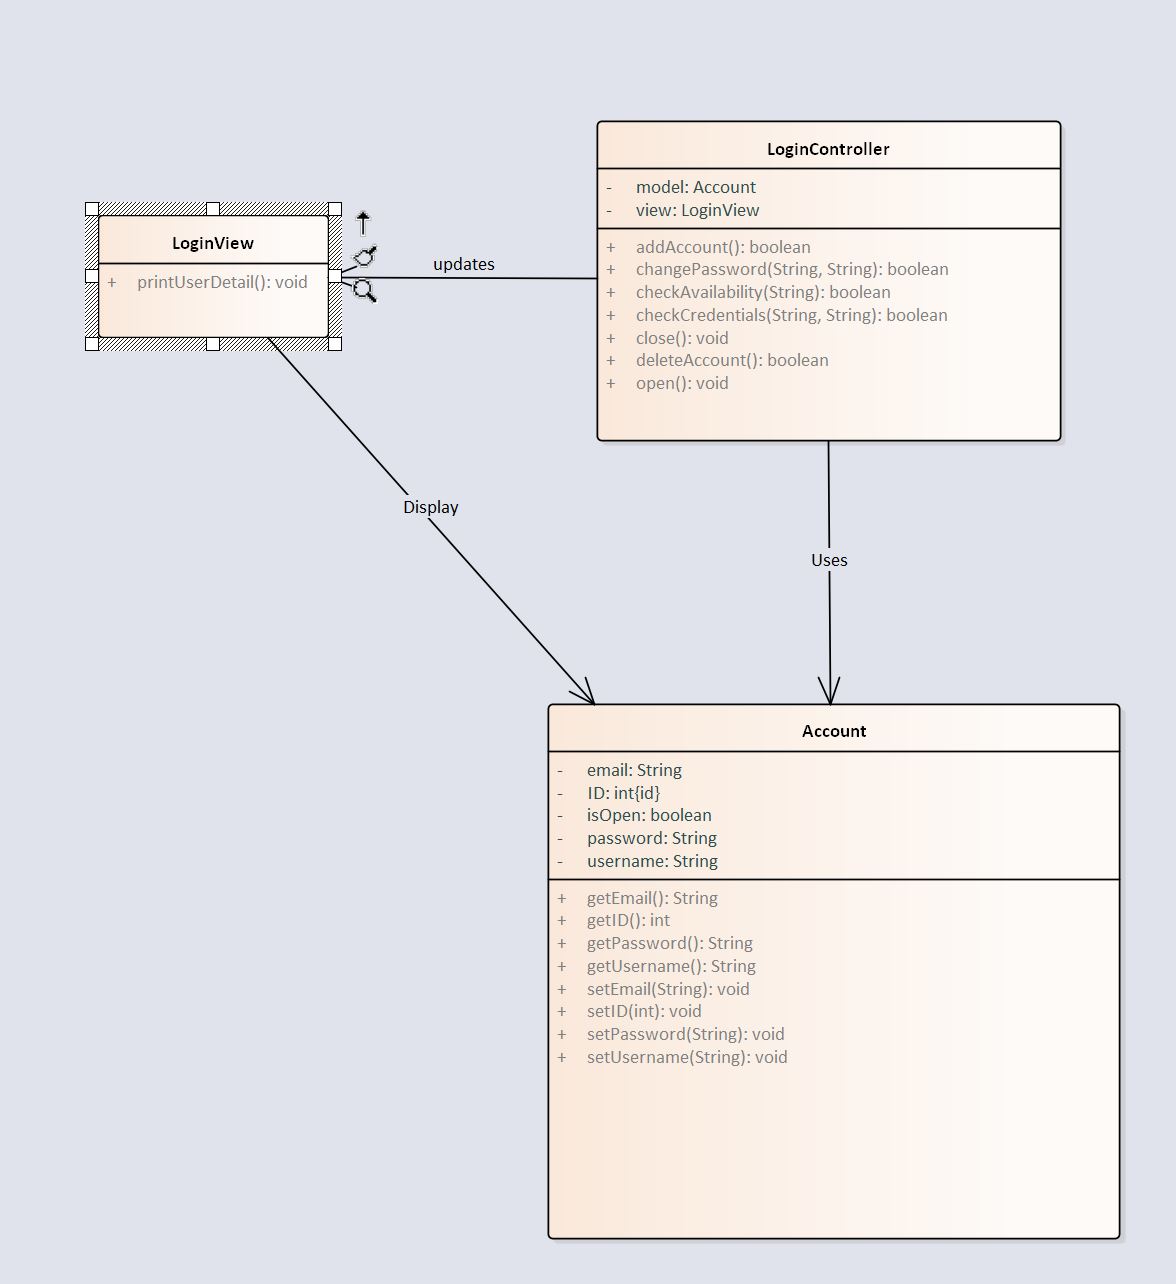 LoginController
- model: Account
- view: LoginView
+ addAccount(): boolean
+ changePassword(String, String): boolean
+ checkAvailability(String): boolean
+ checkCredentials(String, String): boolean
+ close(): void
+ deleteAccount(): boolean
+ open(): void
LoginView
+ printUserDetail(): void
updates
Display
Uses
Account
- email: String
- ID: int{id}
- isOpen: boolean
- password: String
- username: String
+ getEmail(): String
+ getID(): int
+ getPassword(): String
+ getUsername(): String
+ setEmail(String): void
+ setID(int): void
+ setPassword(String): void
+ setUsername(String): void